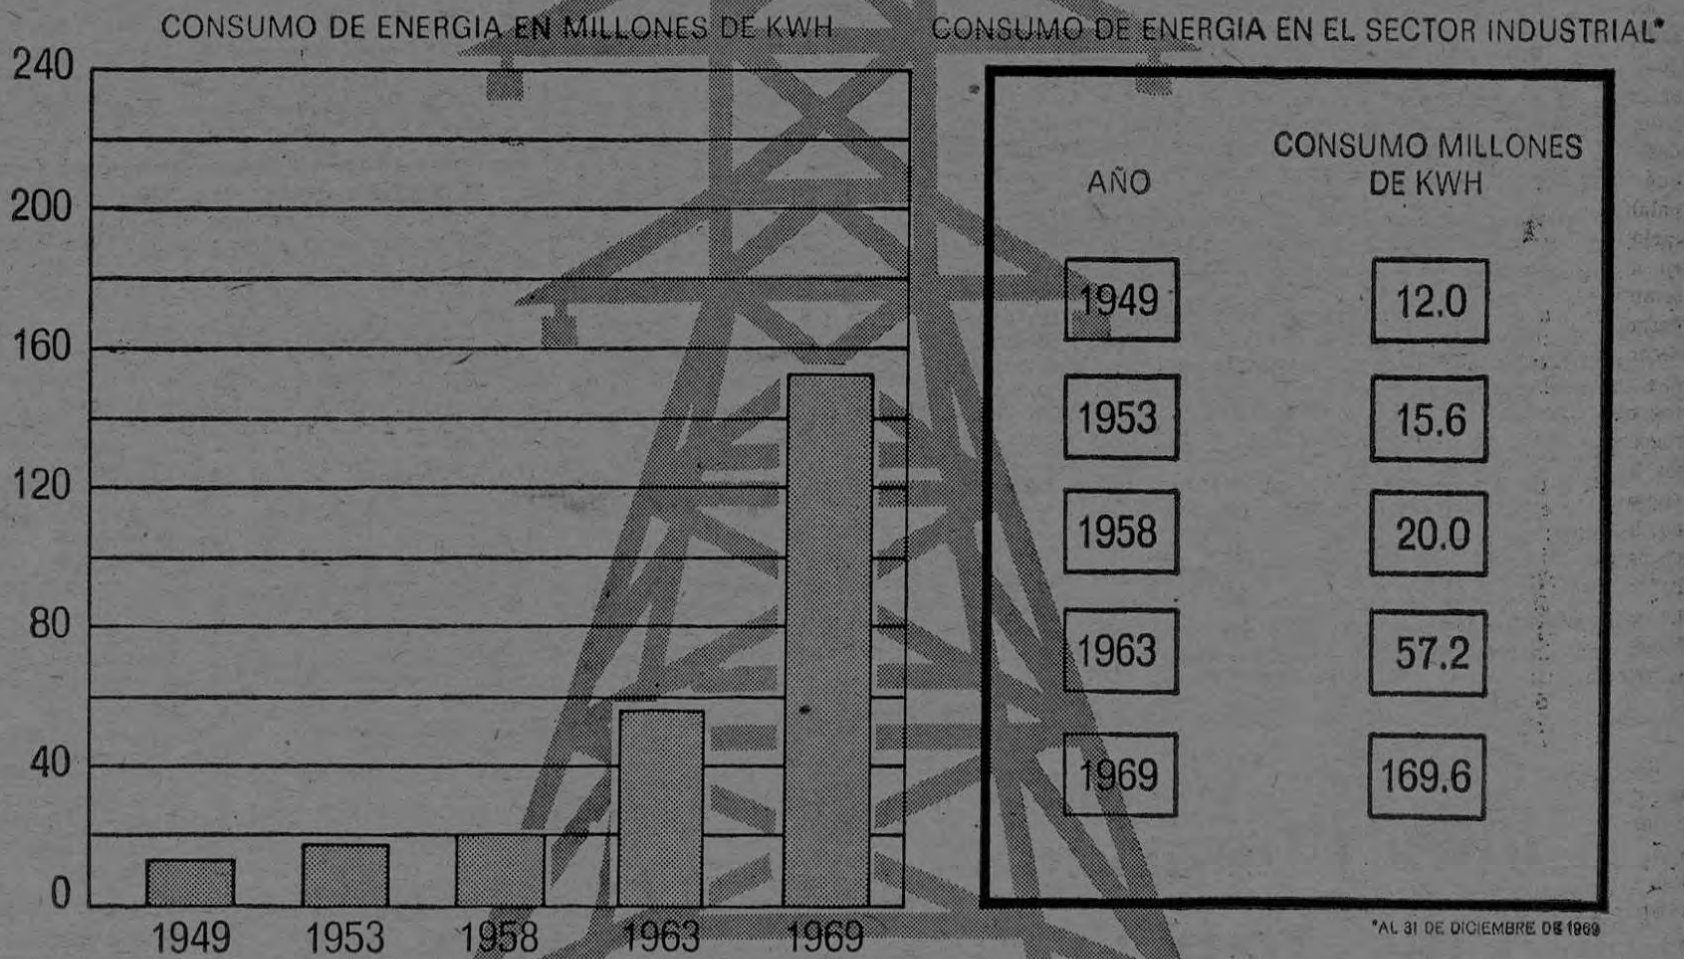 CONSUMO DE ENERGIA EN MILLONES DE KWH
240
200
160
120
80
40
0
1949 1953 1958 1963 1969
CONSUMO DE ENERGIA EN EL SECTOR INDUSTRIAL*
AÑO
CONSUMO MILLONES
DE KWH
1949 12.0
1953 15.6
1958 20.0
1963 57.2
1969 169.6
*AL 31 DE DICIEMBRE DE 1969